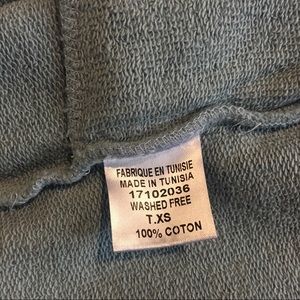 FABRIQUE EN TUNISIE
MADE IN TUNISIA
17102036
WASHED FREE
T.XS
100% COTON